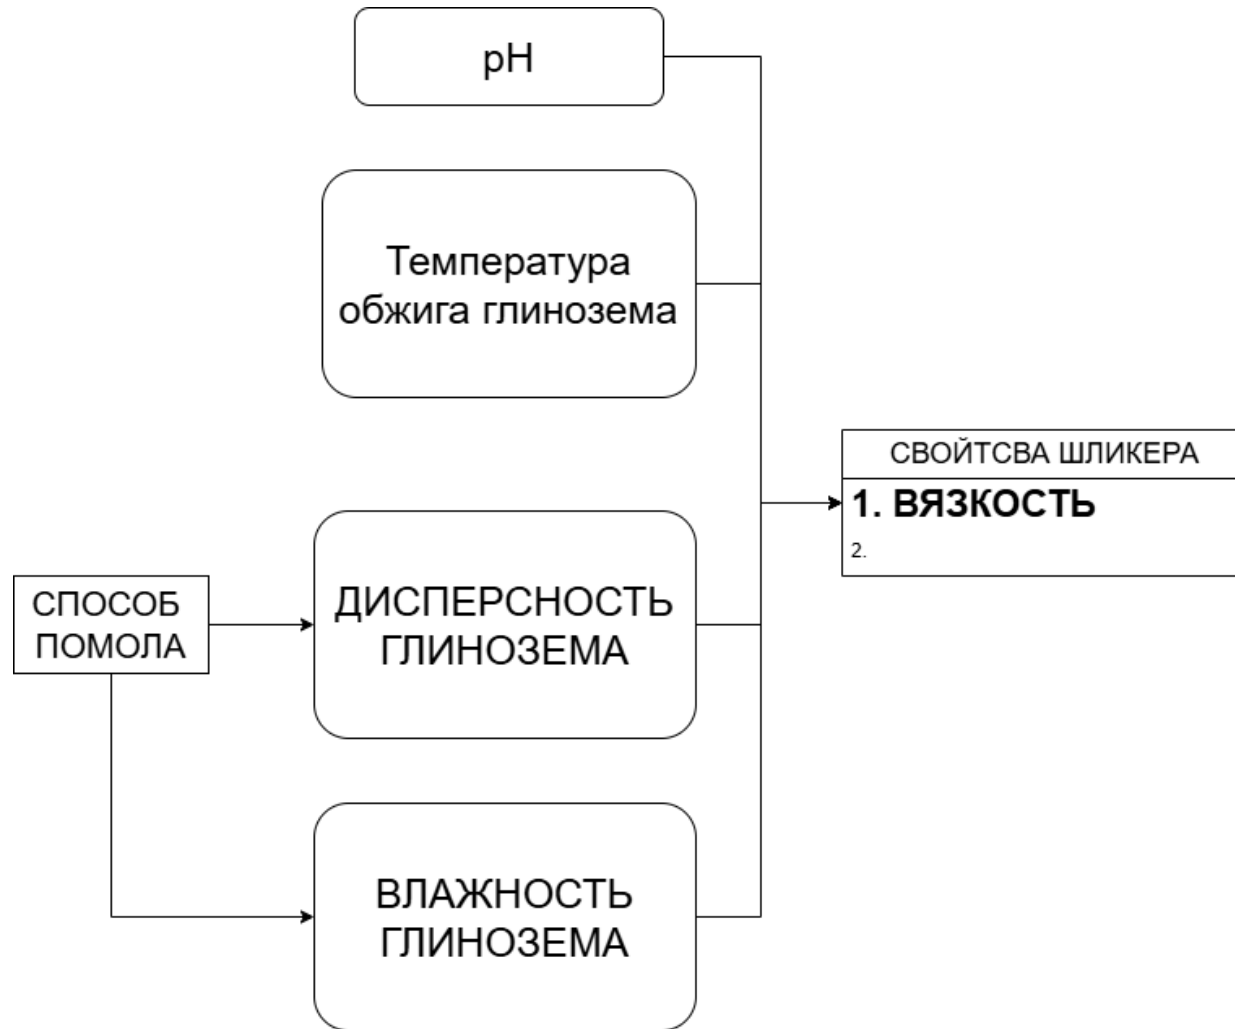 pH
Температура
обжига глинозема
СВОЙТСВА ШЛИКЕРА
1. ВЯЗКОСТЬ
2.
СПОСОБ
ПОМОЛА
ДИСПЕРСНОСТЬ
ГЛИНОЗЕМА
ВЛАЖНОСТЬ
ГЛИНОЗЕМА